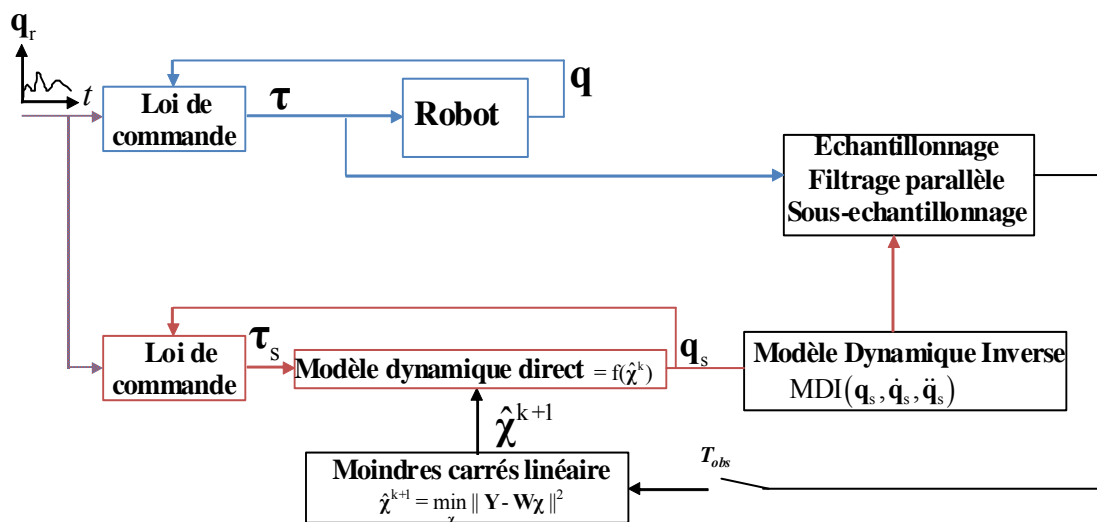 q_r
t
Loi de
commande
τ
Robot
q
Echantillonnage
Filtrage parallèle
Sous-echantillonnage
Loi de
commande
τ_s
Modèle dynamique direct = f(χ̂^k)
q_s
Modèle Dynamique Inverse
MDI(q_s, q̇_s, q̈_s)
χ̂^{k+1}
Moindres carrés linéaire
χ̂^{k+1} = min_χ || Y - Wχ ||^2
T_obs